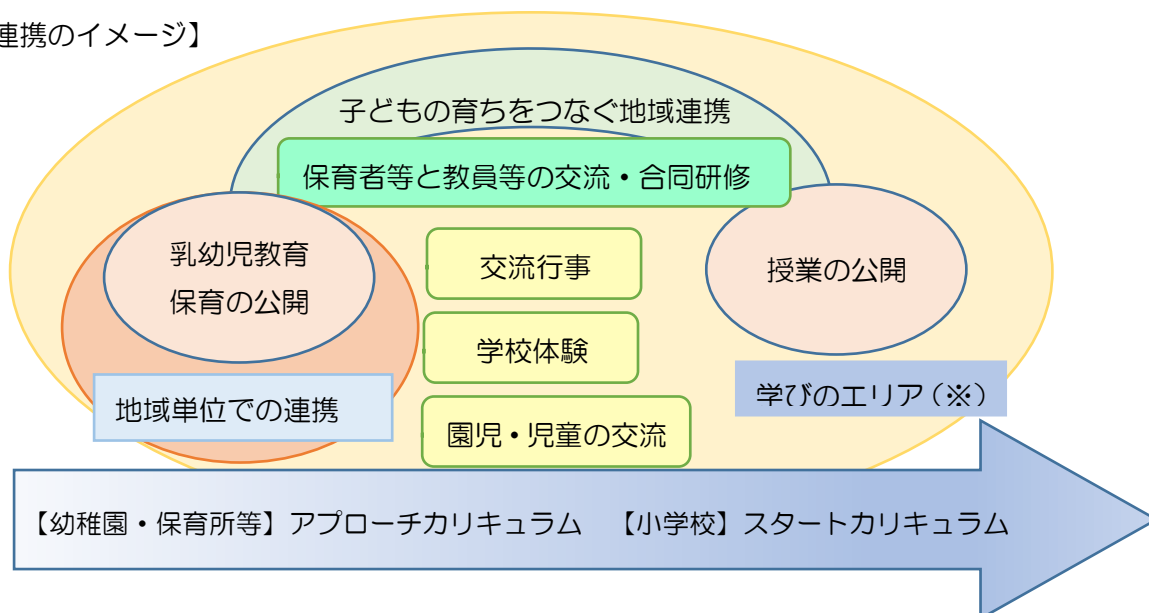 連携のイメージ】
子どもの育ちをつなぐ地域連携
保育者等と教員等の交流・合同研修
乳幼児教育
保育の公開
交流行事
授業の公開
学校体験
地域単位での連携
学びのエリア(※)
園児・児童の交流
【幼稚園・保育所等】アプローチカリキュラム 【小学校】スタートカリキュラム